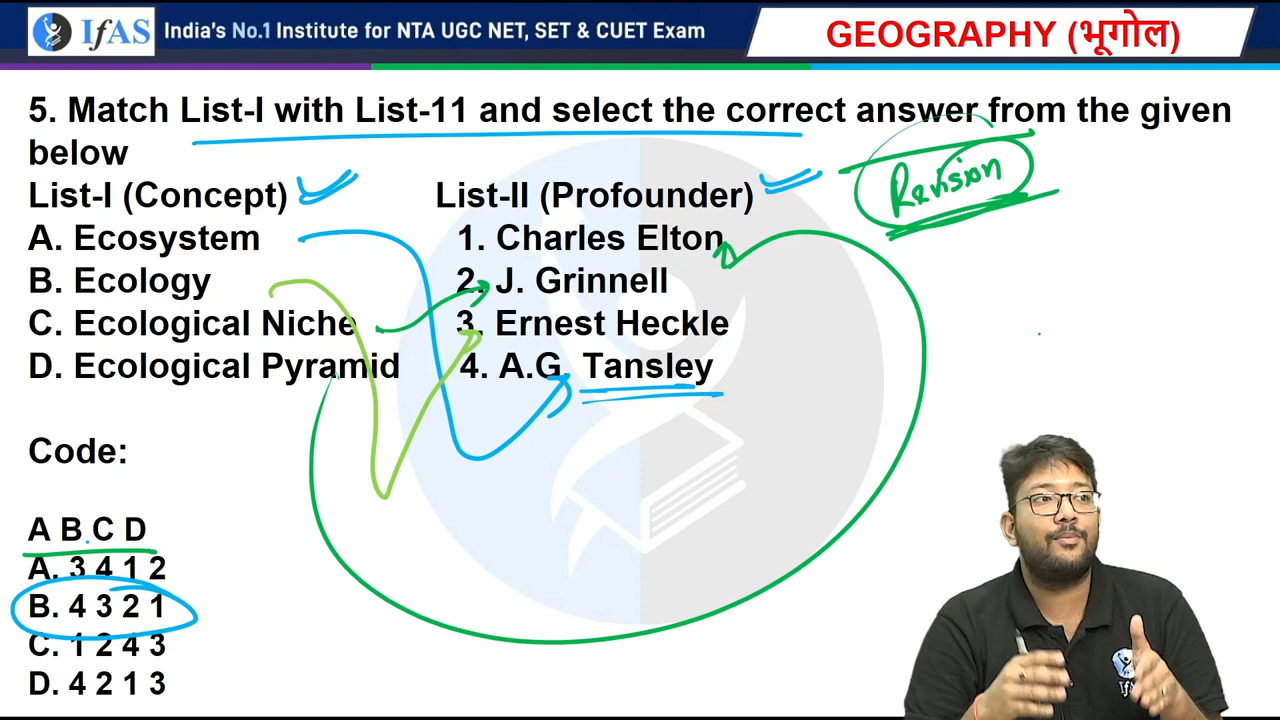 IFAS India's No.1 Institute for NTA UGC NET, SET & CUET Exam
GEOGRAPHY (भूगोल)
5. Match List-I with List-11 and select the correct answer from the given
below
Revision
List-I (Concept) List-II (Profounder)
A. Ecosystem 1. Charles Elton
B. Ecology 2. J. Grinnell
C. Ecological Niche 3. Ernest Heckle
D. Ecological Pyramid 4. A.G. Tansley
Code:
A B C D
A. 3 4 1 2
B. 4 3 2 1
C. 1 2 4 3
D. 4 2 1 3
IFAS